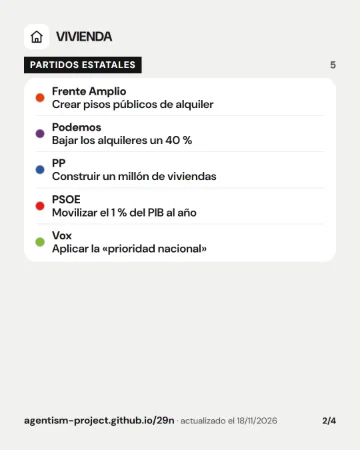 VIVIENDA
PARTIDOS ESTATALES 5
Frente Amplio
Crear pisos públicos de alquiler
Podemos
Bajar los alquileres un 40 %
PP
Construir un millón de viviendas
PSOE
Movilizar el 1 % del PIB al año
Vox
Aplicar la «prioridad nacional»
agentism-project.github.io/29n · actualizado el 18/11/2026 2/4